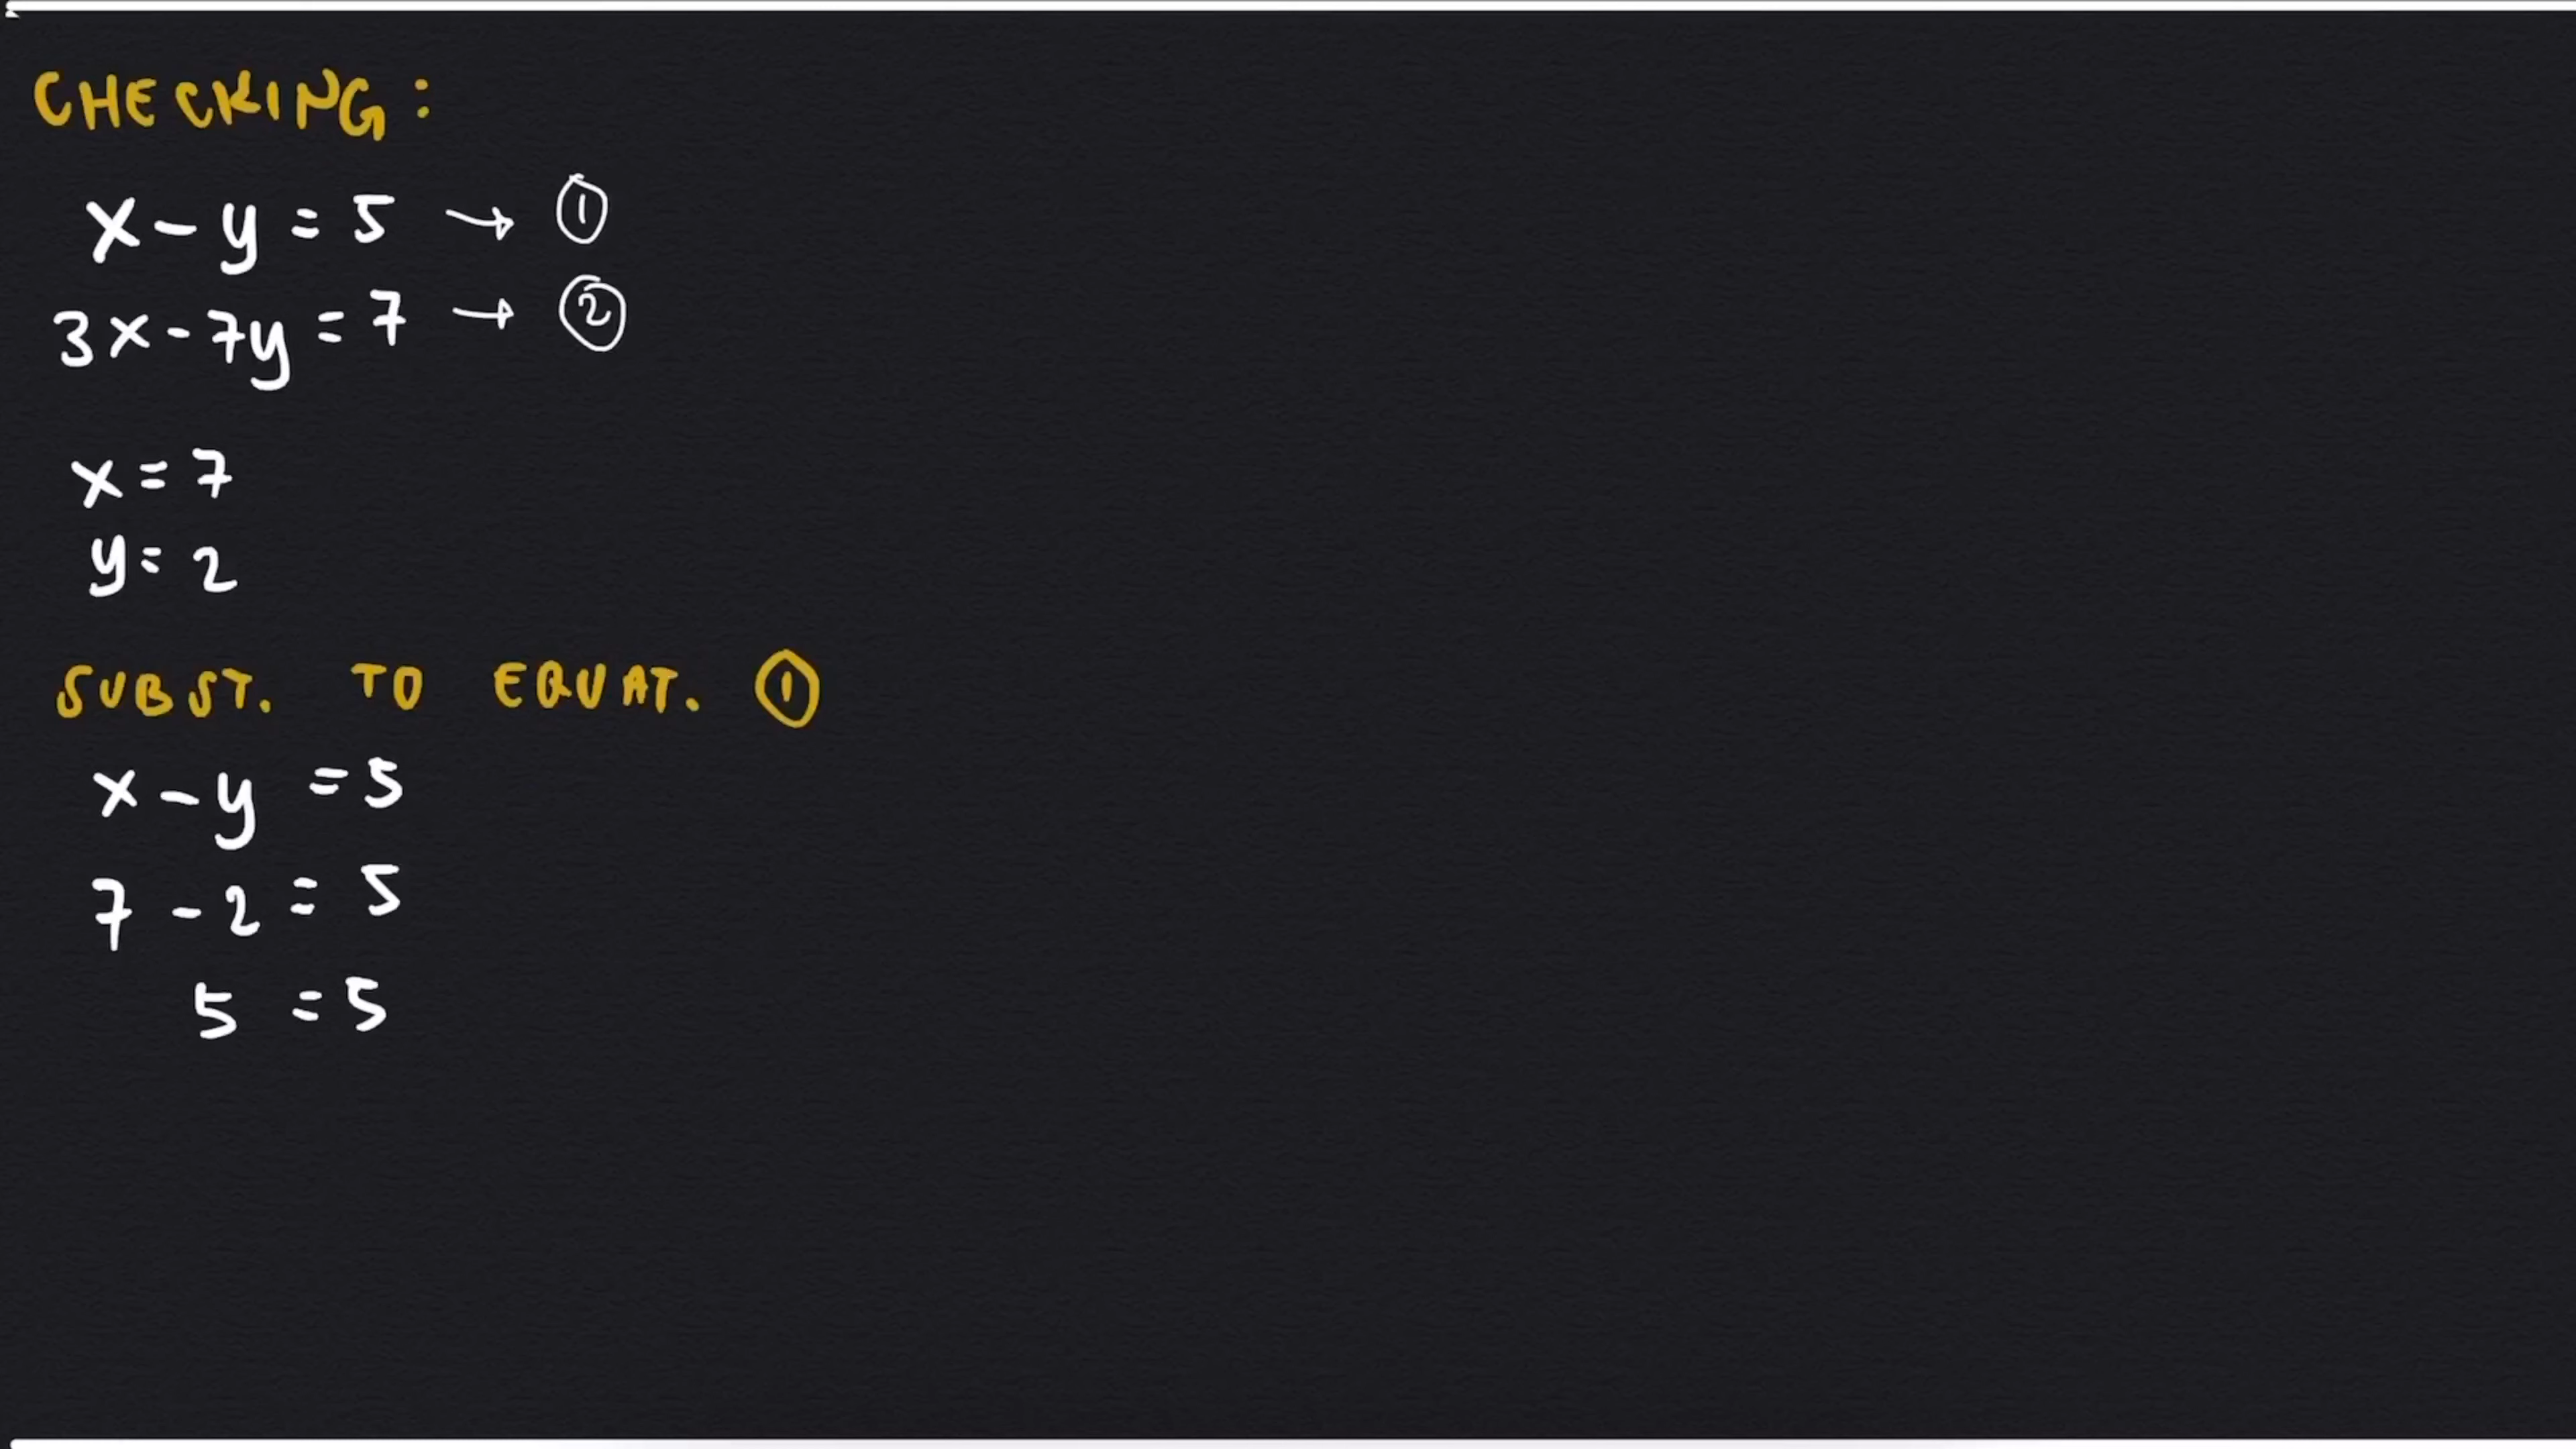 CHECKING:
x - y = 5 → ①
3x - 7y = 7 → ②
x = 7
y = 2
SUBST. TO EQUAT. ①
x - y = 5
7 - 2 = 5
5 = 5